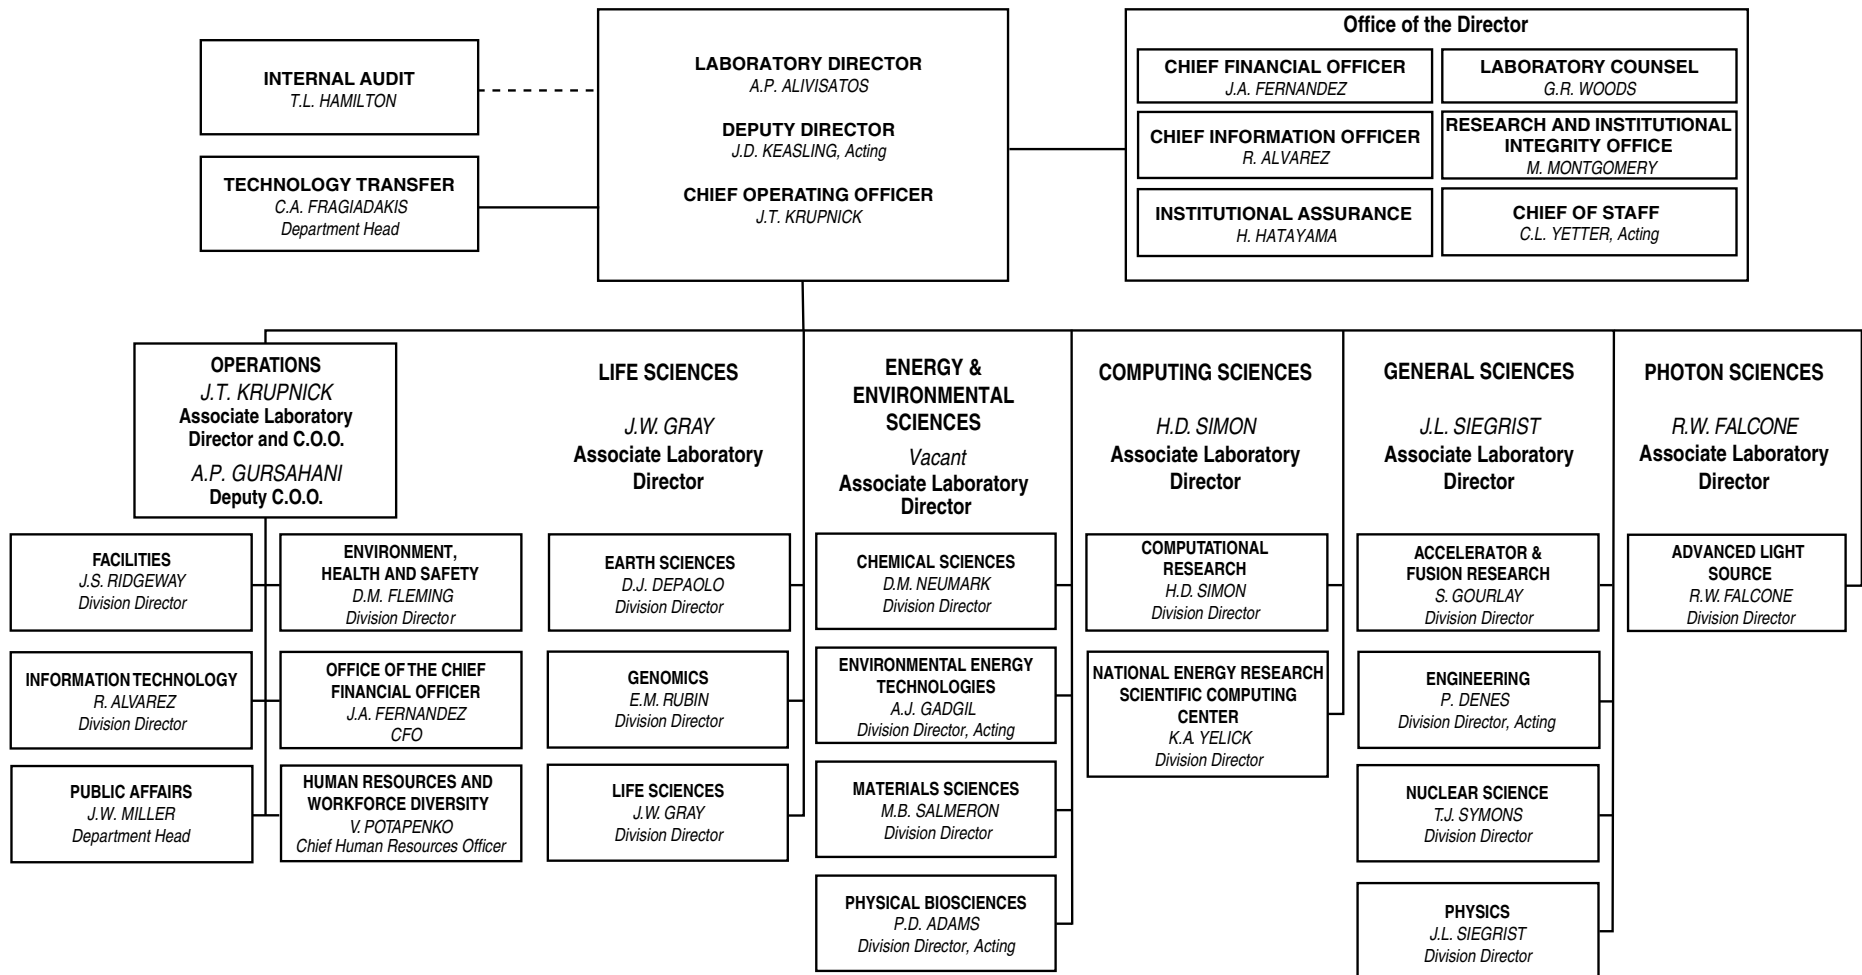 INTERNAL AUDIT
T.L. HAMILTON
TECHNOLOGY TRANSFER
C.A. FRAGIADAKIS
Department Head
LABORATORY DIRECTOR
A.P. ALIVISATOS
DEPUTY DIRECTOR
J.D. KEASLING, Acting
CHIEF OPERATING OFFICER
J.T. KRUPNICK
Office of the Director
CHIEF FINANCIAL OFFICER
J.A. FERNANDEZ
LABORATORY COUNSEL
G.R. WOODS
CHIEF INFORMATION OFFICER
R. ALVAREZ
RESEARCH AND INSTITUTIONAL
INTEGRITY OFFICE
M. MONTGOMERY
INSTITUTIONAL ASSURANCE
H. HATAYAMA
CHIEF OF STAFF
C.L. YETTER, Acting
OPERATIONS
J.T. KRUPNICK
Associate Laboratory
Director and C.O.O.
A.P. GURSAHANI
Deputy C.O.O.
FACILITIES
J.S. RIDGEWAY
Division Director
ENVIRONMENT,
HEALTH AND SAFETY
D.M. FLEMING
Division Director
INFORMATION TECHNOLOGY
R. ALVAREZ
Division Director
OFFICE OF THE CHIEF
FINANCIAL OFFICER
J.A. FERNANDEZ
CFO
PUBLIC AFFAIRS
J.W. MILLER
Department Head
HUMAN RESOURCES AND
WORKFORCE DIVERSITY
V. POTAPENKO
Chief Human Resources Officer
LIFE SCIENCES
J.W. GRAY
Associate Laboratory
Director
EARTH SCIENCES
D.J. DEPAOLO
Division Director
GENOMICS
E.M. RUBIN
Division Director
LIFE SCIENCES
J.W. GRAY
Division Director
ENERGY &
ENVIRONMENTAL
SCIENCES
Vacant
Associate Laboratory
Director
CHEMICAL SCIENCES
D.M. NEUMARK
Division Director
ENVIRONMENTAL ENERGY
TECHNOLOGIES
A.J. GADGIL
Division Director, Acting
MATERIALS SCIENCES
M.B. SALMERON
Division Director
PHYSICAL BIOSCIENCES
P.D. ADAMS
Division Director, Acting
COMPUTING SCIENCES
H.D. SIMON
Associate Laboratory
Director
COMPUTATIONAL
RESEARCH
H.D. SIMON
Division Director
NATIONAL ENERGY RESEARCH
SCIENTIFIC COMPUTING
CENTER
K.A. YELICK
Division Director
GENERAL SCIENCES
J.L. SIEGRIST
Associate Laboratory
Director
ACCELERATOR &
FUSION RESEARCH
S. GOURLAY
Division Director
ENGINEERING
P. DENES
Division Director, Acting
NUCLEAR SCIENCE
T.J. SYMONS
Division Director
PHYSICS
J.L. SIEGRIST
Division Director
PHOTON SCIENCES
R.W. FALCONE
Associate Laboratory
Director
ADVANCED LIGHT
SOURCE
R.W. FALCONE
Division Director